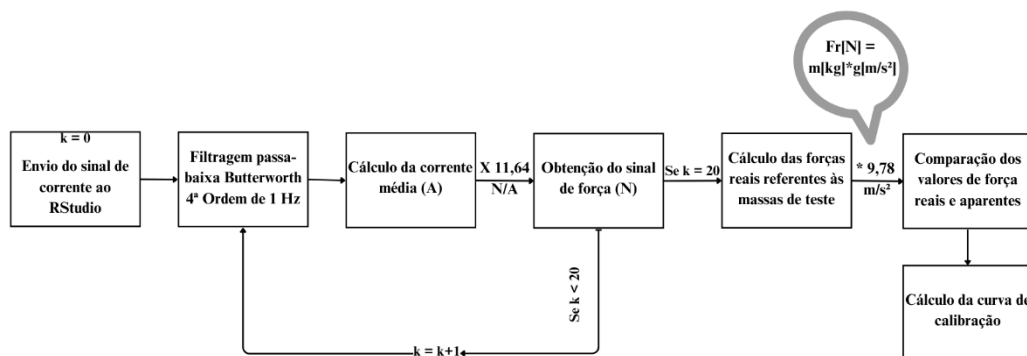 Fr[N] =
m[kg]*g[m/s²]
k = 0
Envio do sinal de
corrente ao
RStudio
Filtragem passa-
baixa Butterworth
4ª Ordem de 1 Hz
Cálculo da corrente
média (A)
X 11,64
N/A
Obtenção do sinal
de força (N)
Se k = 20
Cálculo das forças
reais referentes às
massas de teste
* 9,78
m/s²
Comparação dos
valores de força
reais e aparentes
Se k < 20
k = k+1
Cálculo da curva de
calibração